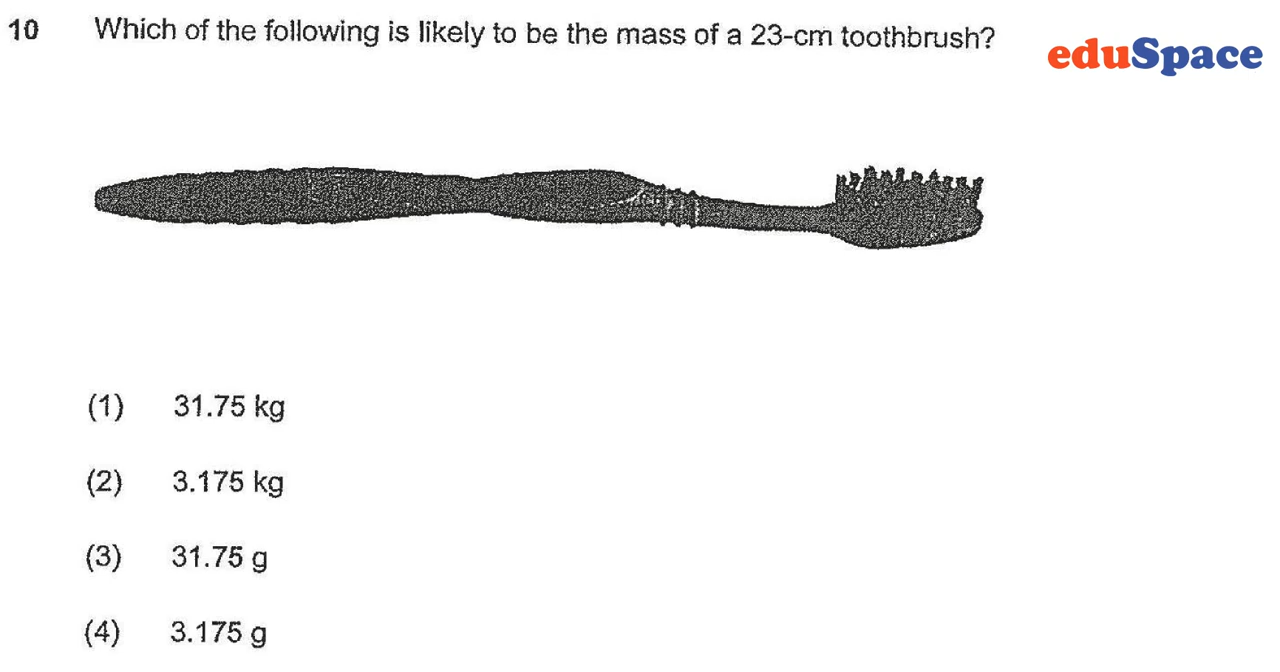 10 Which of the following is likely to be the mass of a 23-cm toothbrush?
eduSpace
(1) 31.75 kg
(2) 3.175 kg
(3) 31.75 g
(4) 3.175 g